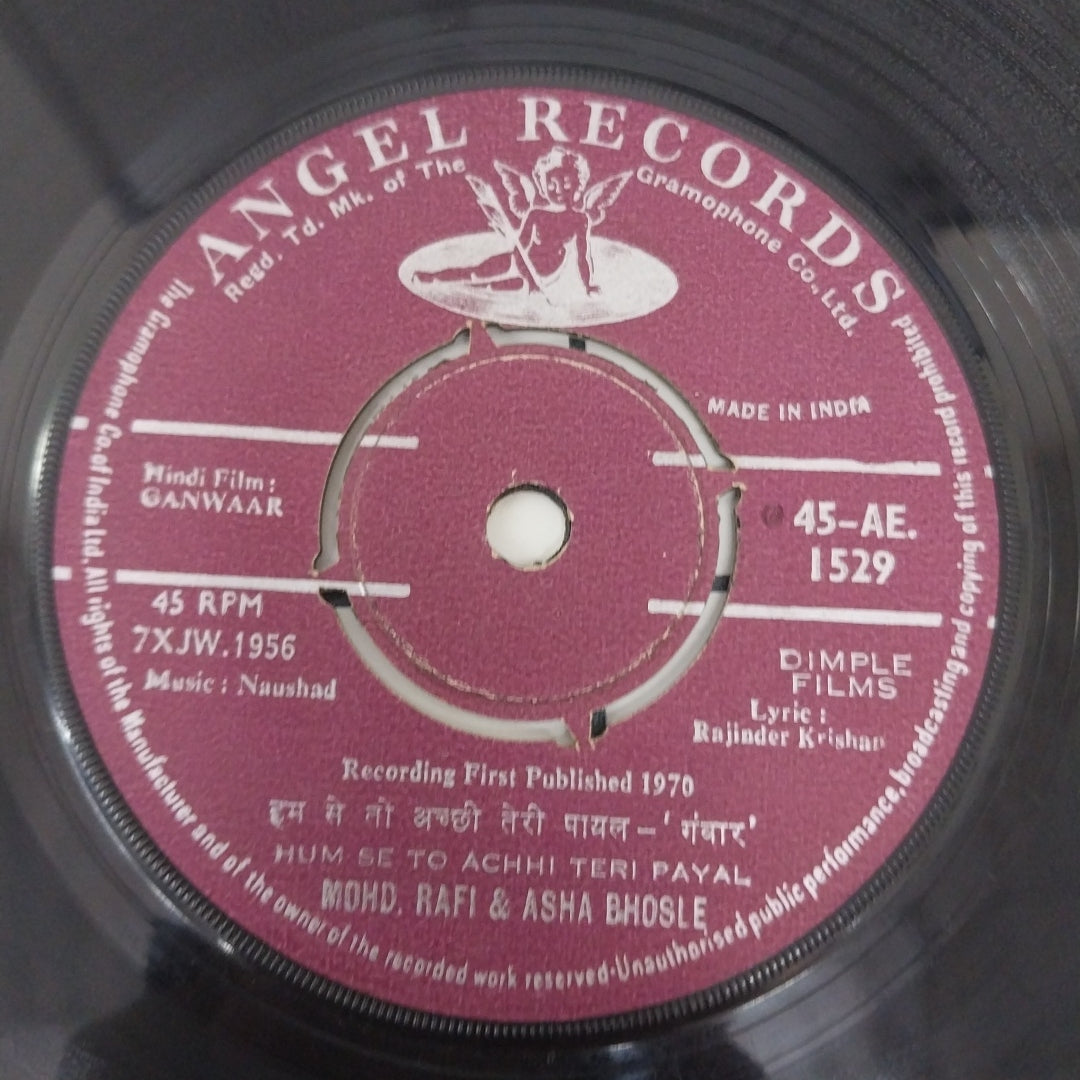 ANGEL RECORDS
Regd. Td. Mk. of The Gramophone Co., Ltd.
MADE IN INDIA
Hindi Film :
GANWAAR
45-AE.
1529
45 RPM
7XJW.1956
Music : Naushad
DIMPLE
FILMS
Lyric :
Rajinder Krishan
Recording First Published 1970
हम से तो अच्छी तेरी पायल – 'गंवार'
HUM SE TO ACHHI TERI PAYAL
MOHD. RAFI & ASHA BHOSLE
The Gramophone Co. of India Ltd. All rights of the Manufacturer and of the owner of the recorded work reserved·Unauthorised public performance, broadcasting and copying of this record prohibited